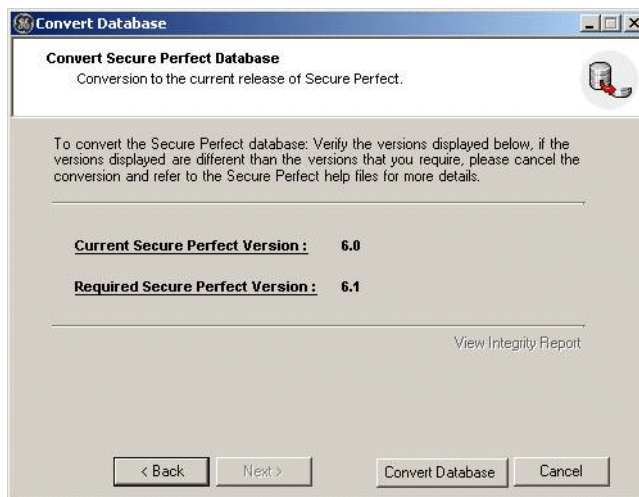 Convert Database
Convert Secure Perfect Database
Conversion to the current release of Secure Perfect.
To convert the Secure Perfect database: Verify the versions displayed below, if the
versions displayed are different than the versions that you require, please cancel the
conversion and refer to the Secure Perfect help files for more details.
Current Secure Perfect Version : 6.0
Required Secure Perfect Version : 6.1
View Integrity Report
< Back Next > Convert Database Cancel